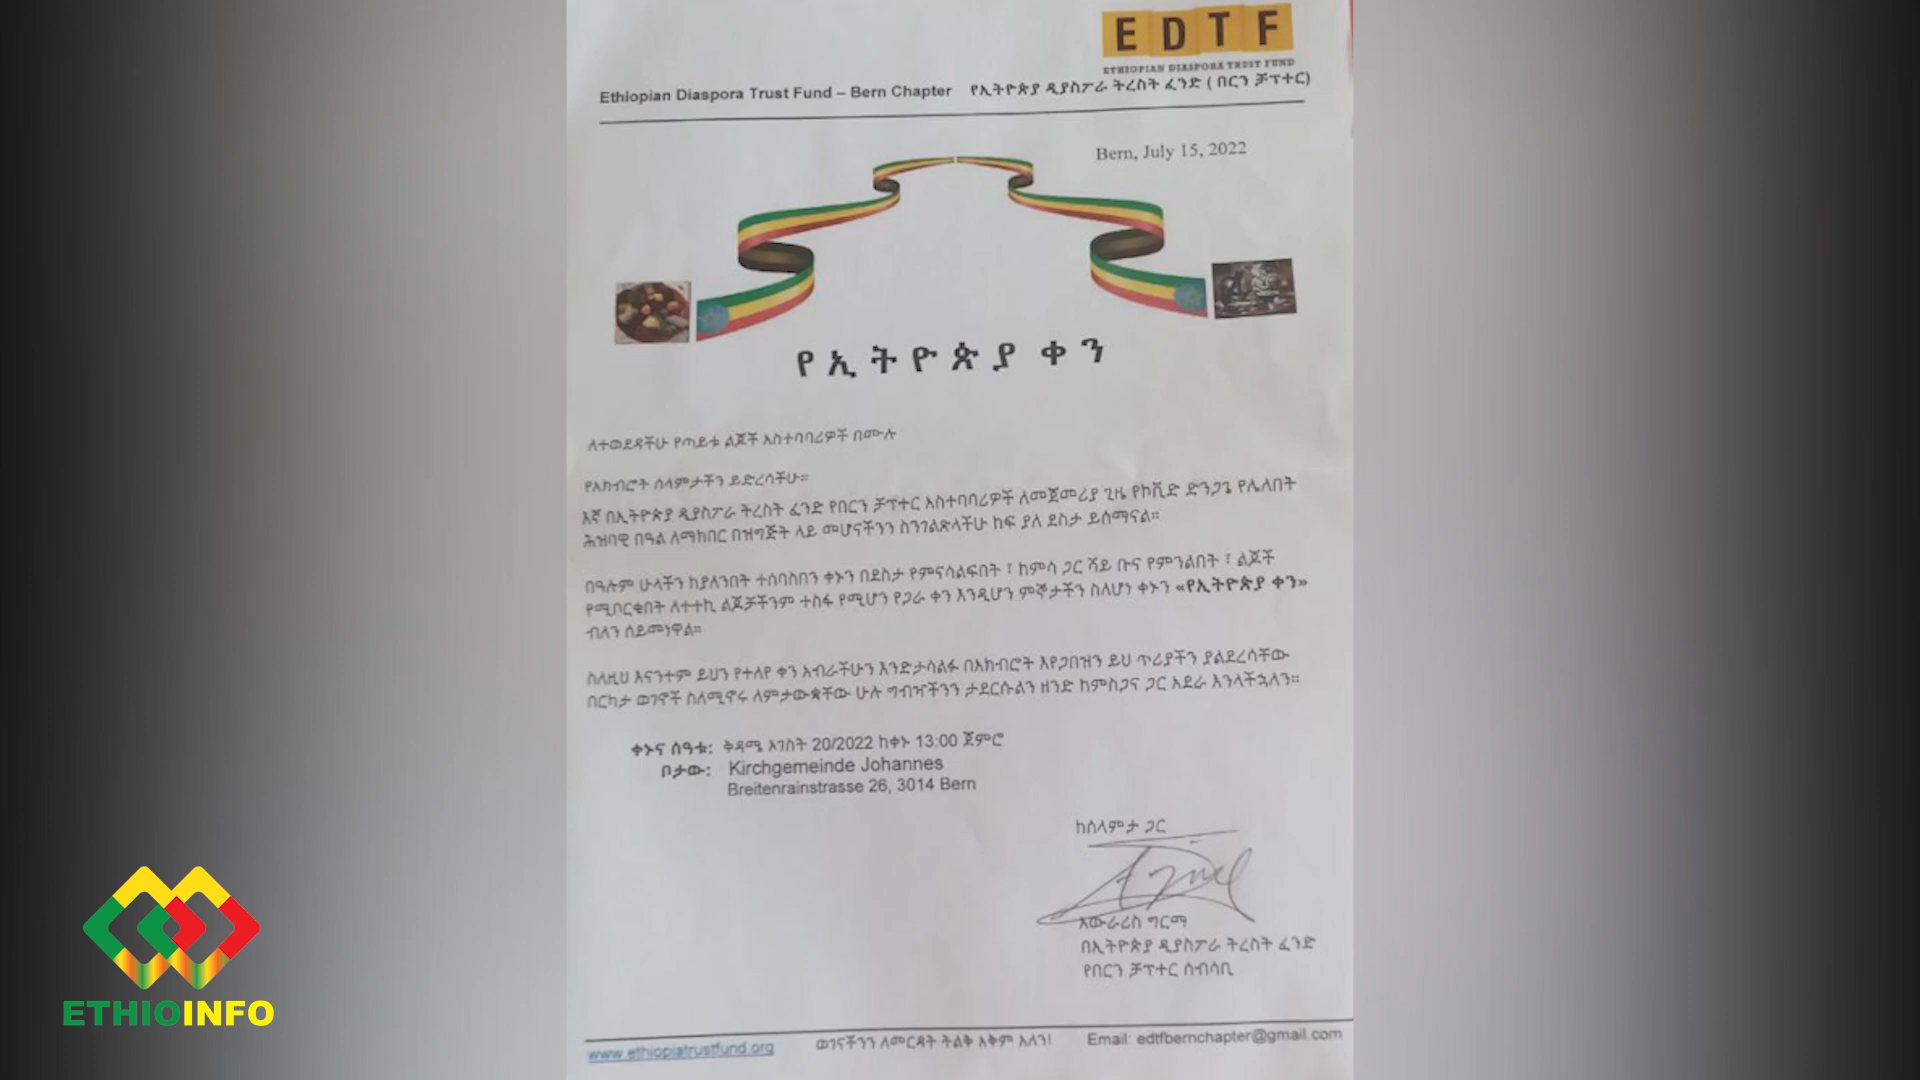 EDTF
ETHIOPIAN DIASPORA TRUST FUND
Ethiopian Diaspora Trust Fund – Bern Chapter የኢትዮጵያ ዲያስፖራ ትረስት ፈንድ ( በርን ቻፕተር)
Bern, July 15, 2022
የኢትዮጵያ ቀን
ለተወደዳችሁ የጣይቱ ልጆች አስተባባሪዎች በሙሉ
የአክብሮት ሰላምታችን ይድረሳችሁ።
እኛ በኢትዮጵያ ዲያስፖራ ትረስት ፈንድ የበርን ቻፕተር አስተባባሪዎች ለመጀመሪያ ጊዜ የኮቪድ ድንጋጌ የሌለበት
ሕዝባዊ በዓል ለማክበር በዝግጅት ላይ መሆናችንን ስንገልጽላችሁ ከፍ ያለ ደስታ ይሰማናል።
በዓሉም ሁላችን ከያለንበት ተሰባስበን ቀኑን በደስታ የምናሳልፍበት ፣ ከምሳ ጋር ሻይ ቡና የምንልበት ፣ ልጆች
የሚቦርቁበት ለተተኪ ልጆቻችንም ተስፋ የሚሆን የጋራ ቀን እንዲሆን ምኞታችን ስለሆነ ቀኑን «የኢትዮጵያ ቀን»
ብለን ሰይመነዋል።
ስለዚህ እናንተም ይህን የተለየ ቀን አብራችሁን እንድታሳልፉ በአክብሮት እየጋበዝን ይህ ጥሪያችን ያልደረሳቸው
በርካታ ወገኖች ስለሚኖሩ ለምታውቋቸው ሁሉ ግብዣችንን ታደርሱልን ዘንድ ከምስጋና ጋር አደራ እንላችኋለን።
ቀኑና ሰዓቱ: ቅዳሜ ኦገስት 20/2022 ከቀኑ 13:00 ጀምሮ
ቦታው: Kirchgemeinde Johannes
Breitenrainstrasse 26, 3014 Bern
ከሰላምታ ጋር
አውራሪስ ግርማ
በኢትዮጵያ ዲያስፖራ ትረስት ፈንድ
የበርን ቻፕተር ሰብሳቢ
www.ethiopiatrustfund.org ወገናችንን ለመርዳት ትልቅ አቅም አለን! Email: edtfbernchapter@gmail.com
ETHIOINFO